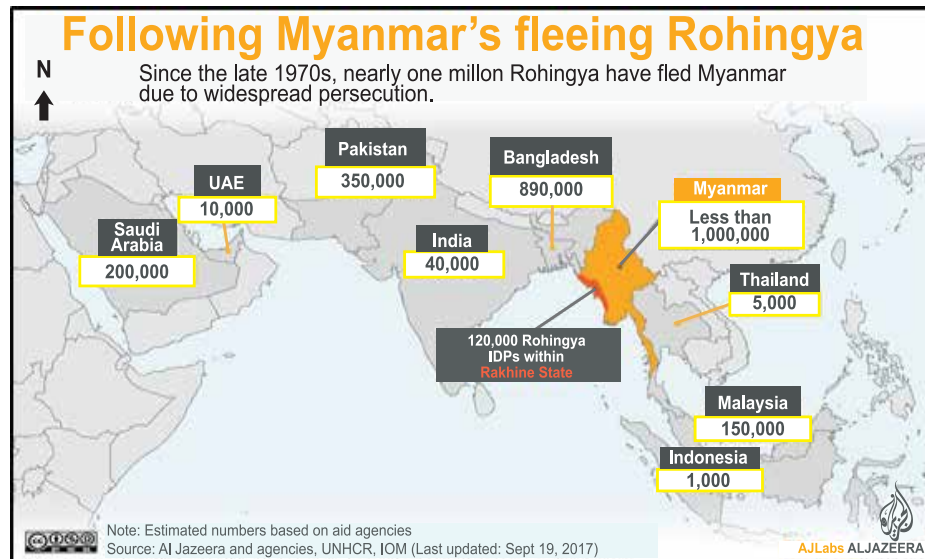 Following Myanmar's fleeing Rohingya
N
Since the late 1970s, nearly one millon Rohingya have fled Myanmar
due to widespread persecution.
Pakistan
350,000
Bangladesh
890,000
UAE
10,000
Myanmar
Less than
1,000,000
Saudi
Arabia
200,000
India
40,000
Thailand
5,000
120,000 Rohingya
IDPs within
Rakhine State
Malaysia
150,000
Indonesia
1,000
Note: Estimated numbers based on aid agencies
Source: Al Jazeera and agencies, UNHCR, IOM (Last updated: Sept 19, 2017)
AJLabs ALJAZEERA